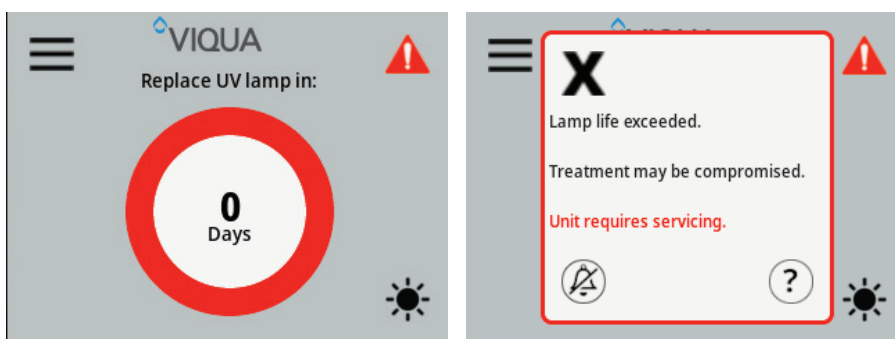 VIQUA
Replace UV lamp in:
0
Days
X
Lamp life exceeded.
Treatment may be compromised.
Unit requires servicing.
?